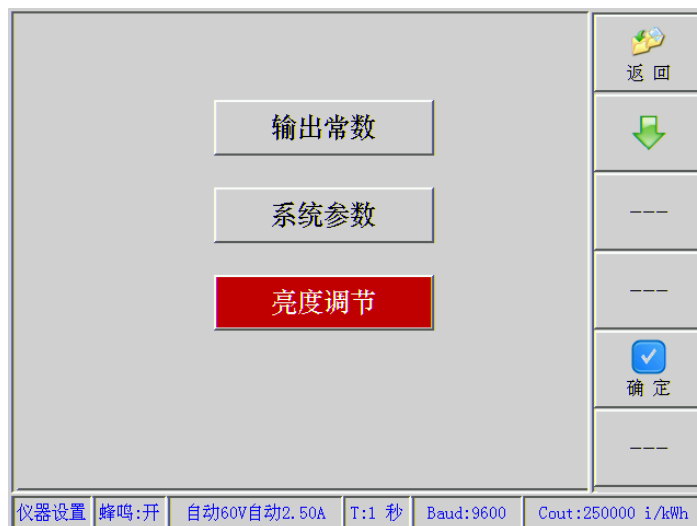 输出常数
系统参数
亮度调节
返 回
---
---
确 定
---
仪器设置 蜂鸣:开 自动60V自动2.50A T:1 秒 Baud:9600 Cout:250000 i/kWh